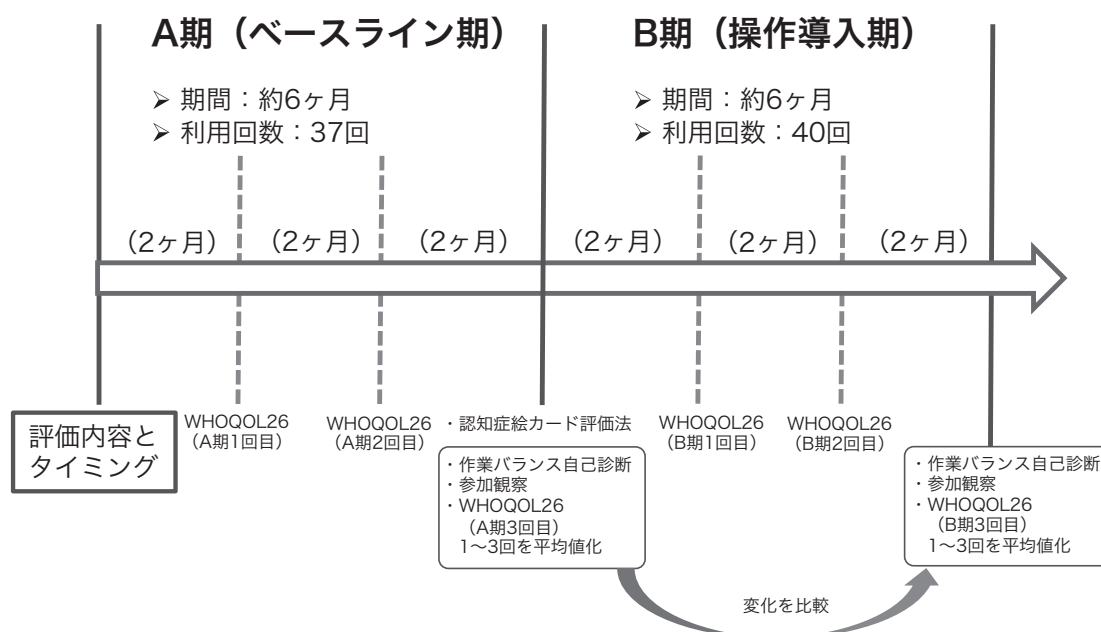 A期（ベースライン期）
➢ 期間：約6ヶ月
➢ 利用回数：37回
B期（操作導入期）
➢ 期間：約6ヶ月
➢ 利用回数：40回
（2ヶ月）
（2ヶ月）
（2ヶ月）
（2ヶ月）
（2ヶ月）
（2ヶ月）
評価内容と
タイミング
WHOQOL26
（A期1回目）
WHOQOL26
（A期2回目）
・認知症絵カード評価法
・作業バランス自己診断
・参加観察
・WHOQOL26
（A期3回目）
1〜3回を平均値化
WHOQOL26
（B期1回目）
WHOQOL26
（B期2回目）
・作業バランス自己診断
・参加観察
・WHOQOL26
（B期3回目）
1〜3回を平均値化
変化を比較